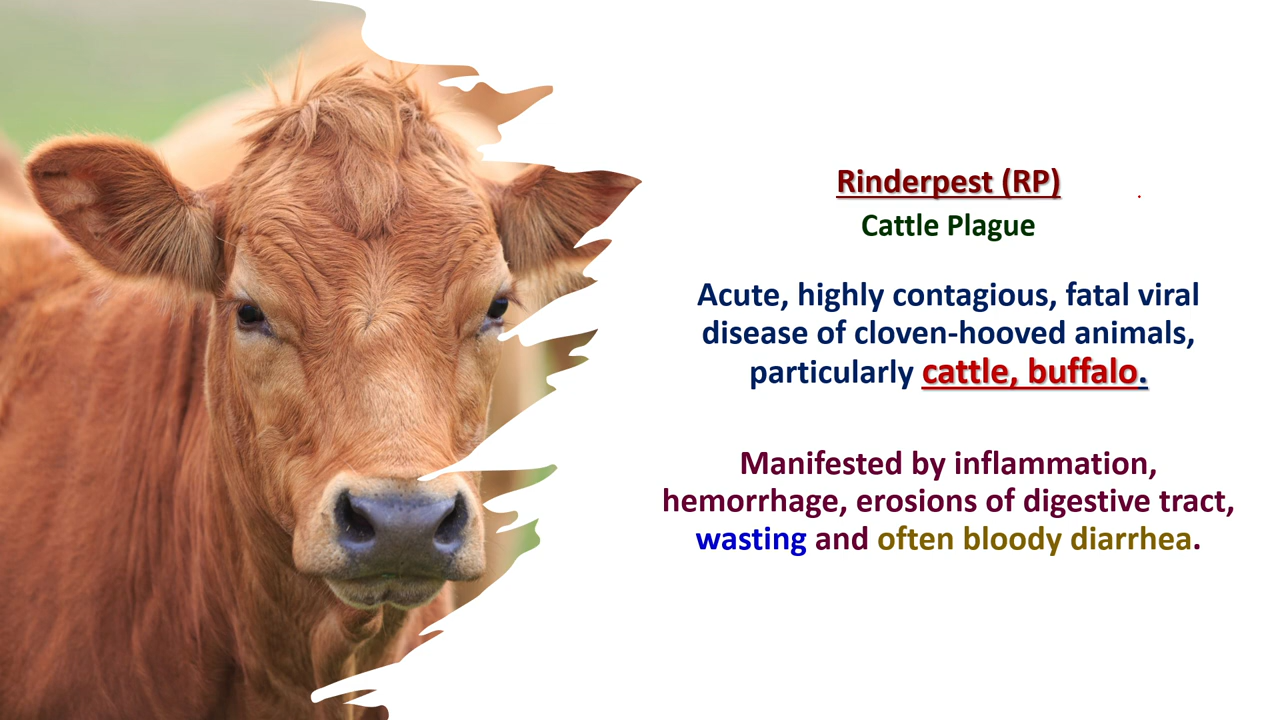 Rinderpest (RP)
Cattle Plague
Acute, highly contagious, fatal viral
disease of cloven-hooved animals,
particularly cattle, buffalo.
Manifested by inflammation,
hemorrhage, erosions of digestive tract,
wasting and often bloody diarrhea.